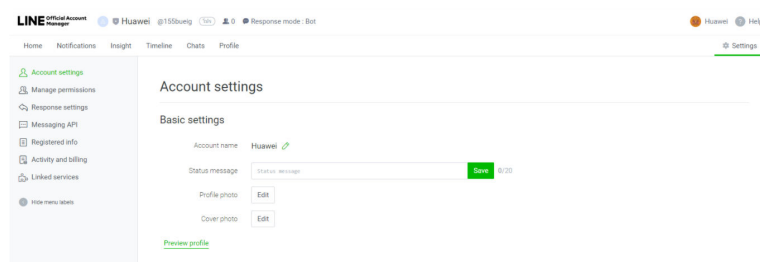 LINE Official Account Manager Huawei @155bueig 0 Response mode : Bot Huawei Help
Home Notifications Insight Timeline Chats Profile Settings
Account settings
Manage permissions
Response settings
Messaging API
Registered info
Activity and billing
Linked services
Hide menu labels
Account settings
Basic settings
Account name Huawei
Status message Status message Save 0/20
Profile photo Edit
Cover photo Edit
Preview profile